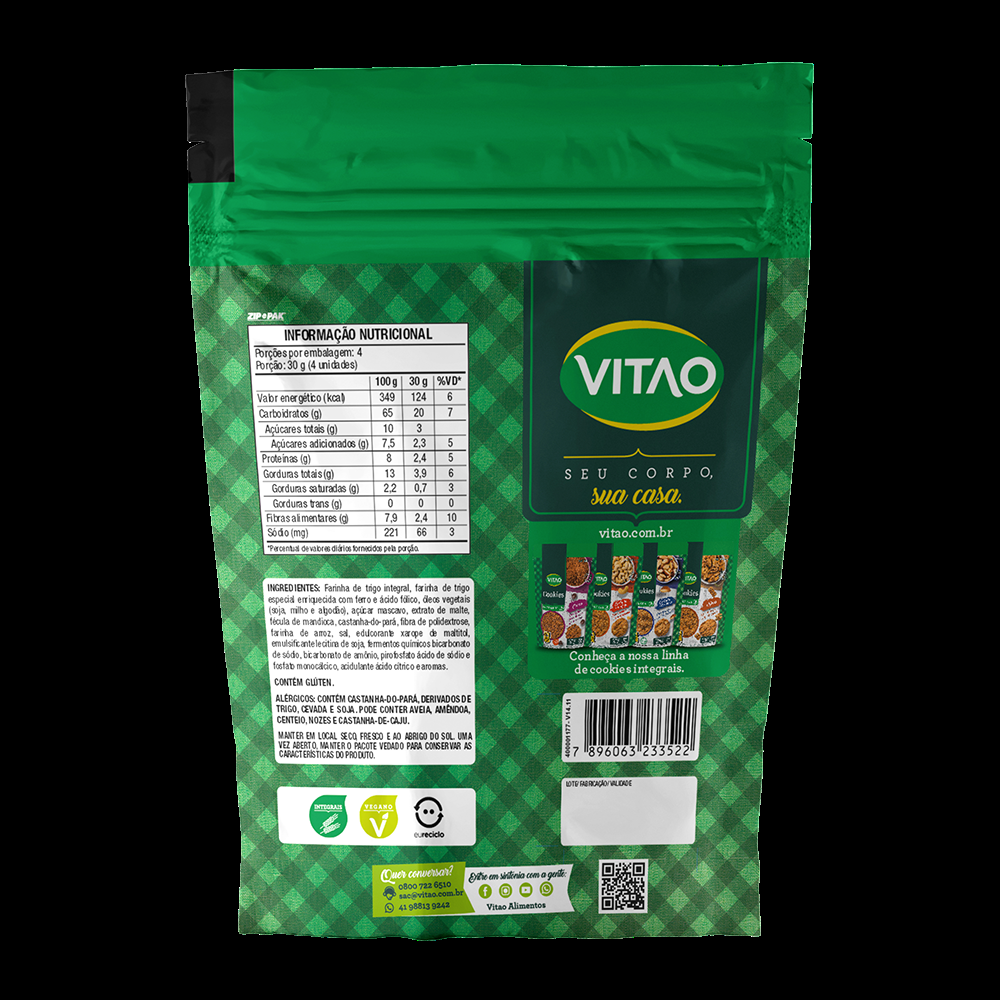 ZIP-PAK
INFORMAÇÃO NUTRICIONAL
Porções por embalagem: 4
Porção: 30 g (4 unidades)
100 g 30 g %VD*
Valor energético (kcal) 349 124 6
Carboidratos (g) 65 20 7
Açúcares totais (g) 10 3
Açúcares adicionados (g) 7,5 2,3 5
Proteínas (g) 8 2,4 5
Gorduras totais (g) 13 3,9 6
Gorduras saturadas (g) 2,2 0,7 3
Gorduras trans (g) 0 0 0
Fibras alimentares (g) 7,9 2,4 10
Sódio (mg) 221 66 3
*Percentual de valores diários fornecidos pela porção.
INGREDIENTES: Farinha de trigo integral, farinha de trigo
especial enriquecida com ferro e ácido fólico, óleos vegetais
(soja, milho e algodão), açúcar mascavo, extrato de malte,
fécula de mandioca, castanha-do-pará, fibra de polidextrose,
farinha de arroz, sal, edulcorante xarope de maltitol,
emulsificante lecitina de soja, fermentos químicos bicarbonato
de sódio, bicarbonato de amônio, pirofosfato ácido de sódio e
fosfato monocálcico, acidulante ácido cítrico e aromas.
CONTÉM GLÚTEN.
ALÉRGICOS: CONTÉM CASTANHA-DO-PARÁ, DERIVADOS DE
TRIGO, CEVADA E SOJA. PODE CONTER AVEIA, AMÊNDOA,
CENTEIO, NOZES E CASTANHA-DE-CAJU.
MANTER EM LOCAL SECO, FRESCO E AO ABRIGO DO SOL. UMA
VEZ ABERTO, MANTER O PACOTE VEDADO PARA CONSERVAR AS
CARACTERÍSTICAS DO PRODUTO.
INTEGRAIS
VEGANO
eureciclo
Quer conversar?
0800 722 6510
sac@vitao.com.br
41 98813 9242
Entre em sintonia com a gente:
Vitao Alimentos
VITAO
SEU CORPO,
sua casa.
vitao.com.br
VITAO
Cookies
Conheça a nossa linha
de cookies integrais.
400001177 - V14.11
7 896063 233522
LOTE/ FABRICAÇÃO/ VALIDADE